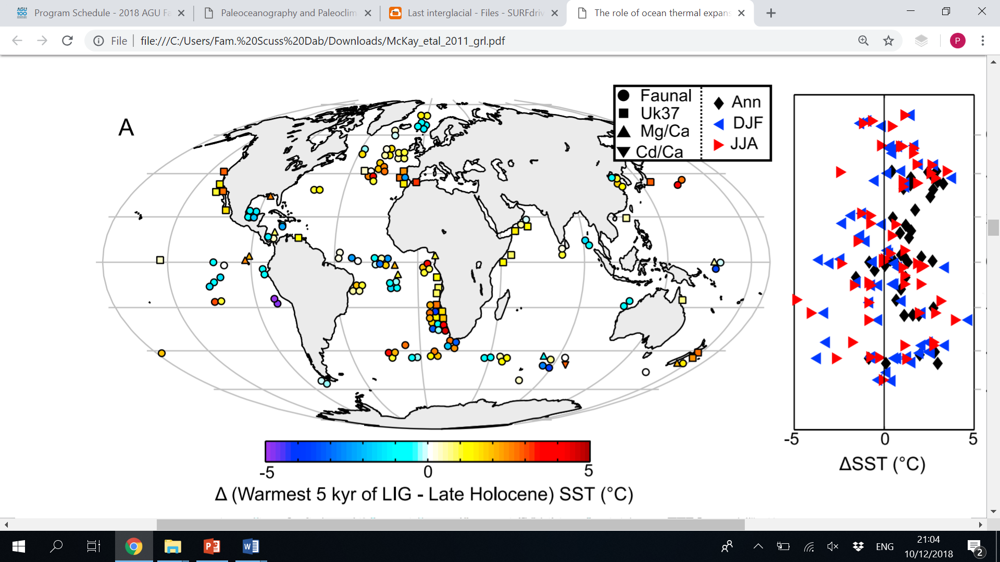 Program Schedule - 2018 AGU Fa
Paleoceanography and Paleoclim
Last interglacial - Files - SURFdriv
The role of ocean thermal expans
File
file:///C:/Users/Fam.%20Scuss%20Dab/Downloads/McKay_etal_2011_grl.pdf
P
A
Faunal
Uk37
Mg/Ca
Cd/Ca
Ann
DJF
JJA
-5
0
5
Δ (Warmest 5 kyr of LIG - Late Holocene) SST (°C)
-5
0
5
ΔSST (°C)
ENG
21:04
10/12/2018
2